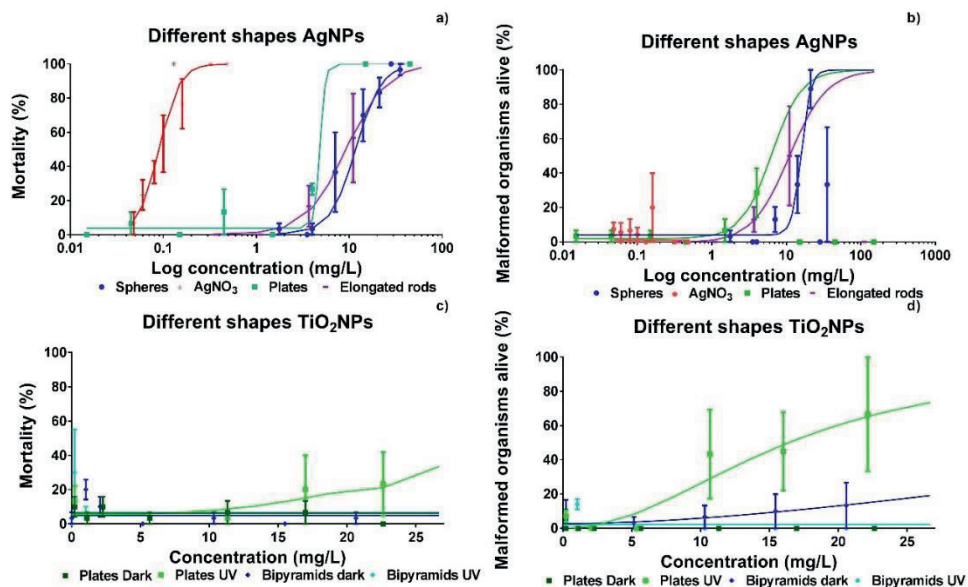 a)
Different shapes AgNPs
Mortality (%)
100
80
60
40
20
0
0.01 0.1 1 10 100
Log concentration (mg/L)
Spheres AgNO₃ Plates Elongated rods
b)
Different shapes AgNPs
Malformed organisms alive (%)
100
80
60
40
20
0
0.01 0.1 1 10 100 1000
Log concentration (mg/L)
Spheres AgNO₃ Plates Elongated rods
c)
Different shapes TiO₂NPs
Mortality (%)
100
80
60
40
20
0
0 5 10 15 20 25
Concentration (mg/L)
Plates Dark Plates UV Bipyramids dark Bipyramids UV
d)
Different shapes TiO₂NPs
Malformed organisms alive (%)
100
80
60
40
20
0
0 5 10 15 20 25
Concentration (mg/L)
Plates Dark Plates UV Bipyramids dark Bipyramids UV